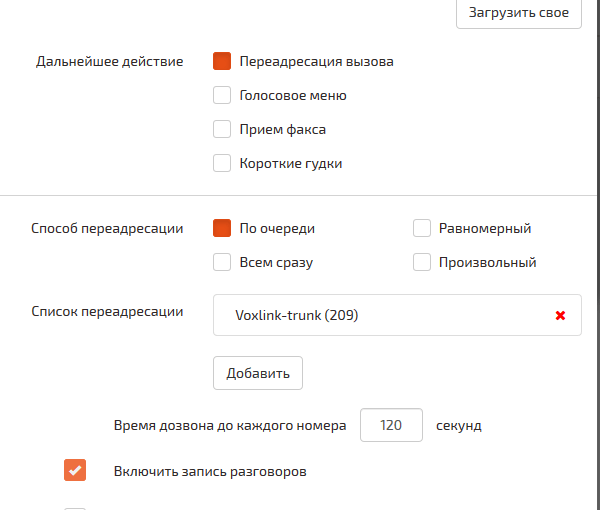 Загрузить свое
Дальнейшее действие
Переадресация вызова
Голосовое меню
Прием факса
Короткие гудки
Способ переадресации
По очереди
Равномерный
Всем сразу
Произвольный
Список переадресации
Voxlink-trunk (209)
Добавить
Время дозвона до каждого номера 120 секунд
Включить запись разговоров